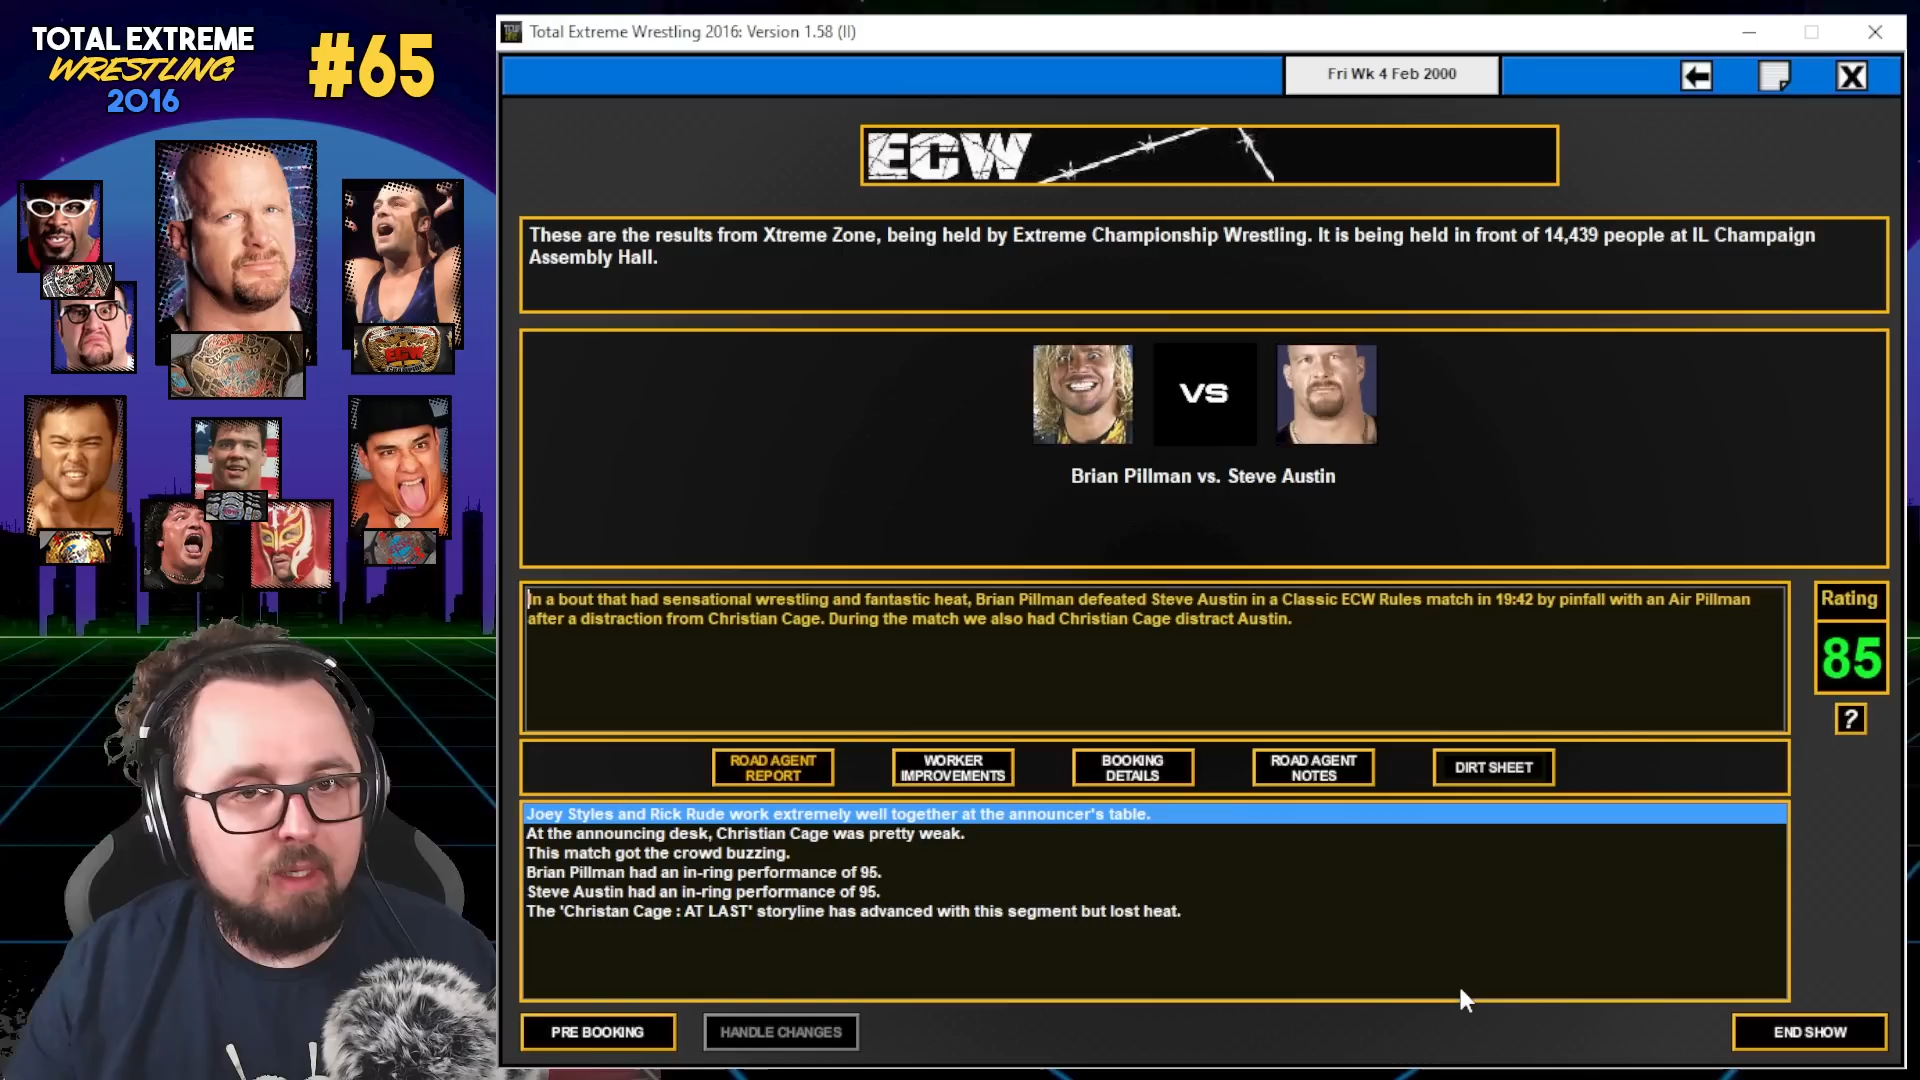 TOTAL EXTREME
WRESTLING
2016
#65
Total Extreme Wrestling 2016: Version 1.58 (II)
Fri Wk 4 Feb 2000
ECW
These are the results from Xtreme Zone, being held by Extreme Championship Wrestling. It is being held in front of 14,439 people at IL Champaign
Assembly Hall.
VS
Brian Pillman vs. Steve Austin
In a bout that had sensational wrestling and fantastic heat, Brian Pillman defeated Steve Austin in a Classic ECW Rules match in 19:42 by pinfall with an Air Pillman
after a distraction from Christian Cage. During the match we also had Christian Cage distract Austin.
Rating
85
?
ROAD AGENT
REPORT
WORKER
IMPROVEMENTS
BOOKING
DETAILS
ROAD AGENT
NOTES
DIRT SHEET
Joey Styles and Rick Rude work extremely well together at the announcer's table.
At the announcing desk, Christian Cage was pretty weak.
This match got the crowd buzzing.
Brian Pillman had an in-ring performance of 95.
Steve Austin had an in-ring performance of 95.
The 'Christan Cage : AT LAST' storyline has advanced with this segment but lost heat.
PRE BOOKING
HANDLE CHANGES
END SHOW